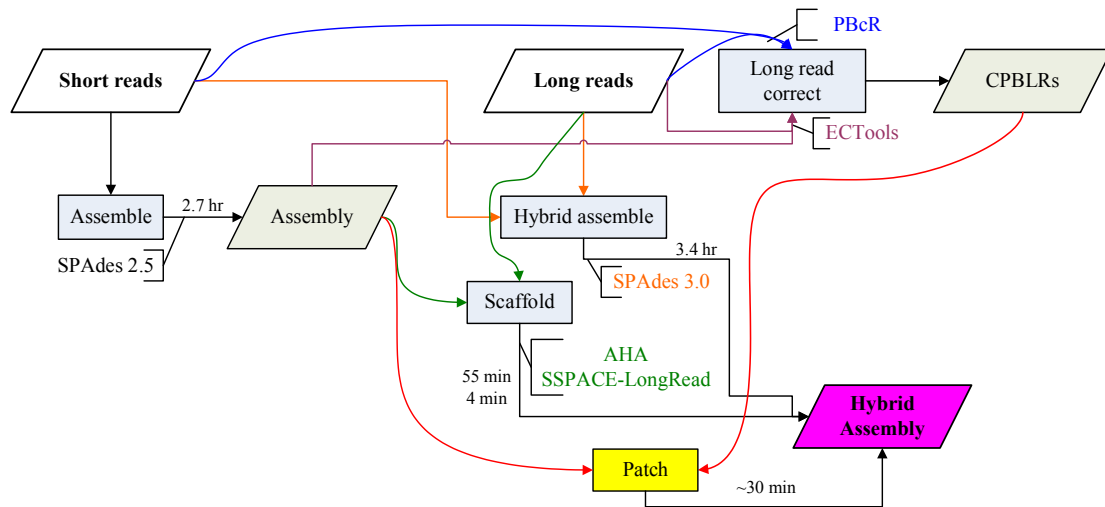 PBcR
Short reads
Long reads
Long read
correct
CPBLRs
ECTools
Assemble
2.7 hr
Assembly
Hybrid assemble
SPAdes 2.5
3.4 hr
SPAdes 3.0
Scaffold
AHA
SSPACE-LongRead
55 min
4 min
Hybrid
Assembly
Patch
~30 min